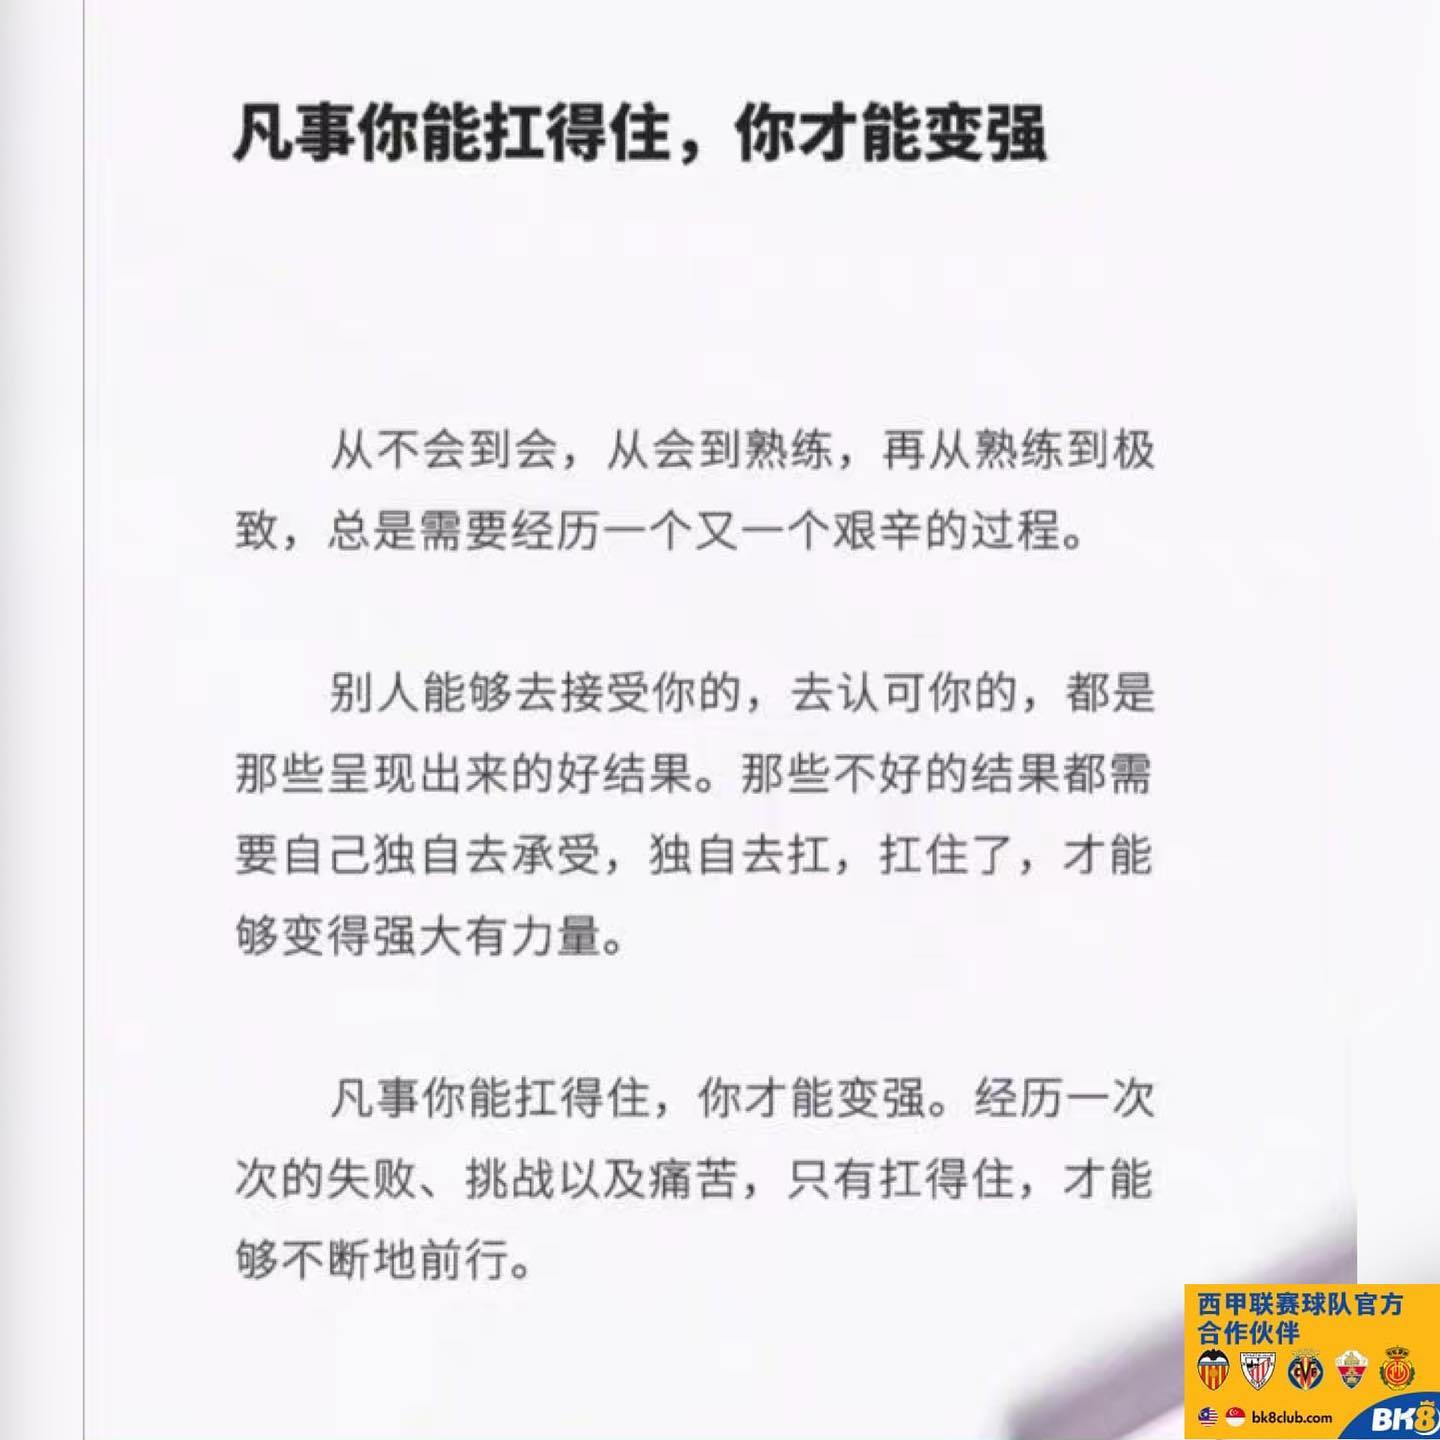 凡事你能扛得住，你才能变强
从不会到会，从会到熟练，再从熟练到极
致，总是需要经历一个又一个艰辛的过程。
别人能够去接受你的，去认可你的，都是
那些呈现出来的好结果。那些不好的结果都需
要自己独自去承受，独自去扛，扛住了，才能
够变得强大有力量。
凡事你能扛得住，你才能变强。经历一次
次的失败、挑战以及痛苦，只有扛得住，才能
够不断地前行。
西甲联赛球队官方
合作伙伴
bk8club.com
BK8